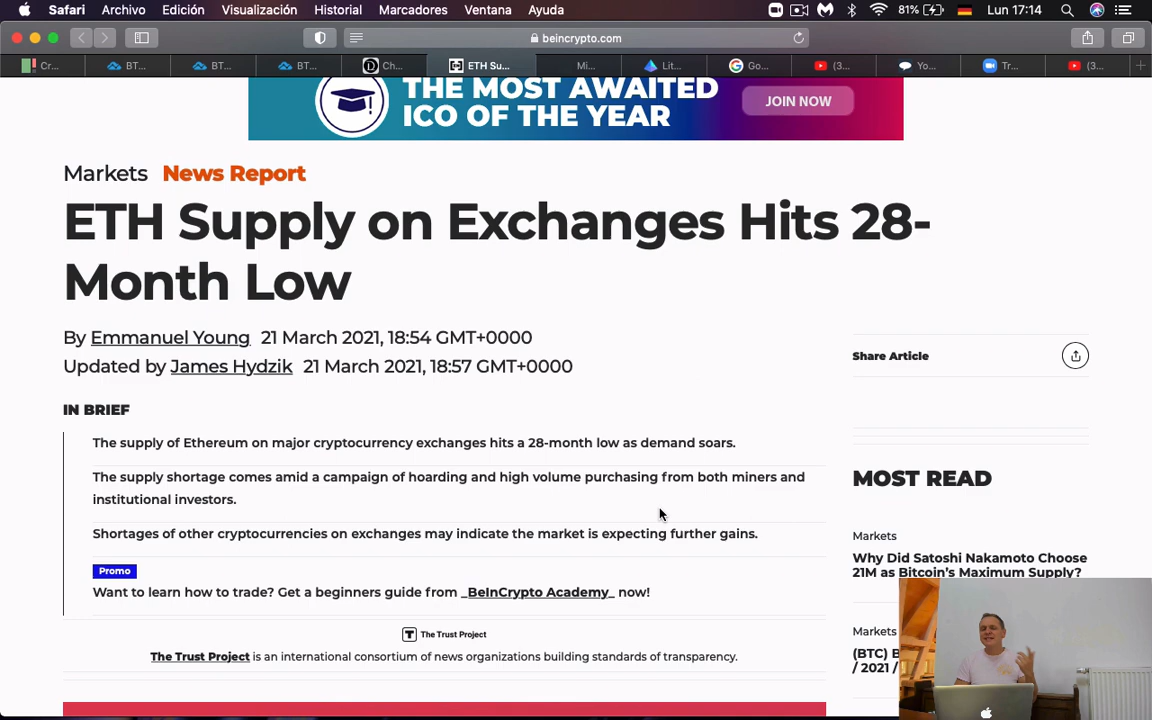 Safari Archivo Edición Visualización Historial Marcadores Ventana Ayuda 81% Lun 17:14
beincrypto.com
Cr... BT... BT... BT... Ch... ETH Su... Mi... Lit... Go... (3... Yo... Tr... (3...
THE MOST AWAITED
ICO OF THE YEAR
JOIN NOW
Markets News Report
ETH Supply on Exchanges Hits 28-
Month Low
By Emmanuel Young 21 March 2021, 18:54 GMT+0000
Updated by James Hydzik 21 March 2021, 18:57 GMT+0000
Share Article
IN BRIEF
The supply of Ethereum on major cryptocurrency exchanges hits a 28-month low as demand soars.
The supply shortage comes amid a campaign of hoarding and high volume purchasing from both miners and
institutional investors.
Shortages of other cryptocurrencies on exchanges may indicate the market is expecting further gains.
Promo
Want to learn how to trade? Get a beginners guide from _BeInCrypto Academy_ now!
T The Trust Project
The Trust Project is an international consortium of news organizations building standards of transparency.
MOST READ
Markets
Why Did Satoshi Nakamoto Choose
21M as Bitcoin's Maximum Supply?
Markets
(BTC) B
/ 2021 /